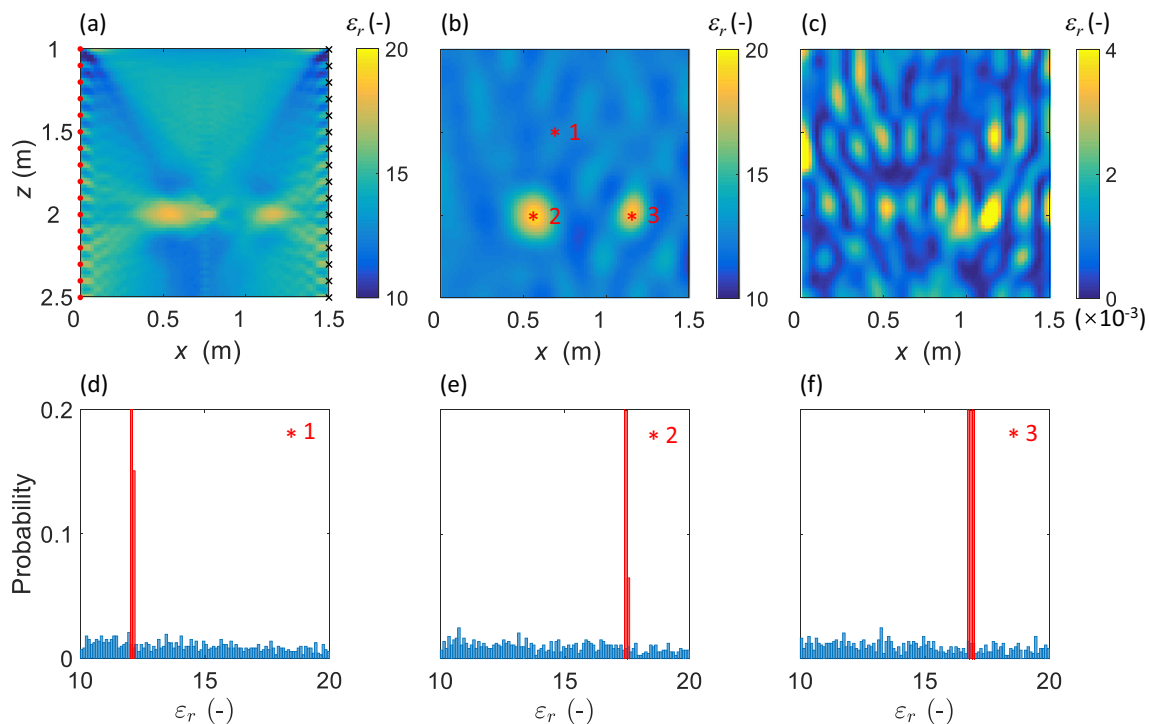 (a) εr (-) (b) εr (-) (c) εr (-)
1 20 20 4
1.5 * 1
z (m) 15 15 2
2 * 2 * 3
2.5 10 10 0
0 0.5 1 1.5 0 0.5 1 1.5 0 0.5 1 1.5 (×10-3)
x (m) x (m) x (m)
(d) (e) (f)
0.2 * 1 * 2 * 3
Probability
0.1
0
10 15 20 10 15 20 10 15 20
εr (-) εr (-) εr (-)